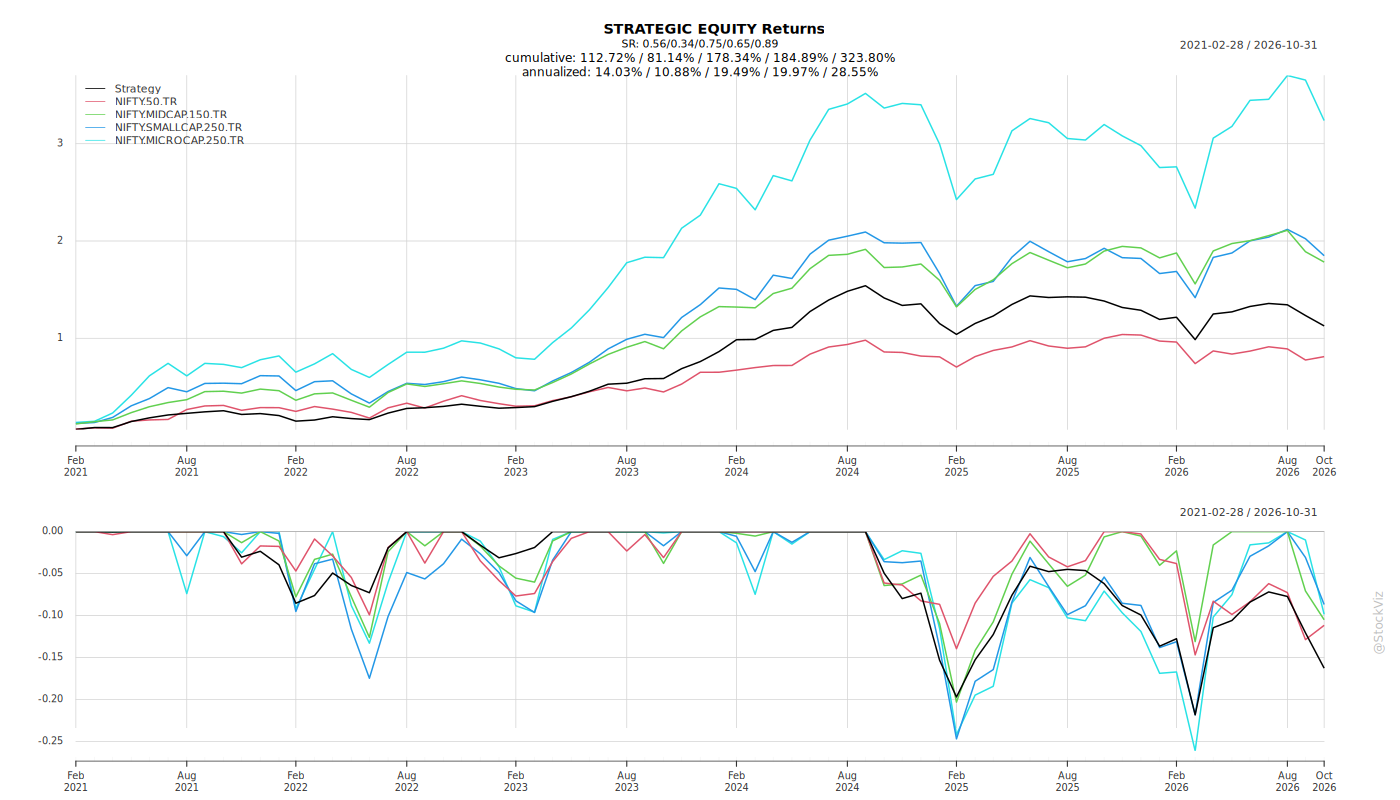 STRATEGIC EQUITY Returns
SR: 0.56/0.34/0.75/0.65/0.89
2021-02-28 / 2026-10-31
cumulative: 112.72% / 81.14% / 178.34% / 184.89% / 323.80%
annualized: 14.03% / 10.88% / 19.49% / 19.97% / 28.55%
Strategy
NIFTY.50.TR
NIFTY.MIDCAP.150.TR
NIFTY.SMALLCAP.250.TR
NIFTY.MICROCAP.250.TR
3
2
1
Feb Aug Feb Aug Feb Aug Feb Aug Feb Aug Feb Aug Oct
2021 2021 2022 2022 2023 2023 2024 2024 2025 2025 2026 2026 2026
2021-02-28 / 2026-10-31
0.00
-0.05
-0.10
-0.15
-0.20
-0.25
Feb Aug Feb Aug Feb Aug Feb Aug Feb Aug Feb Aug Oct
2021 2021 2022 2022 2023 2023 2024 2024 2025 2025 2026 2026 2026
@StockViz